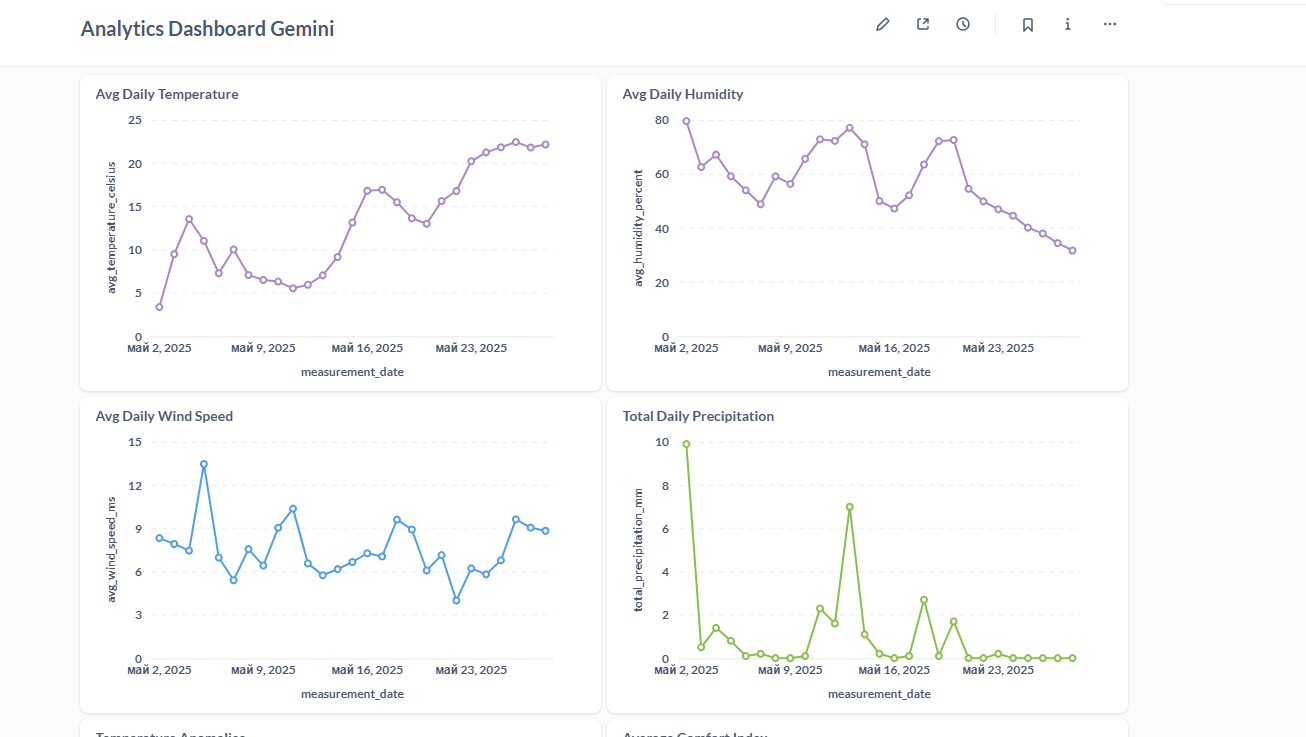 Analytics Dashboard Gemini
Avg Daily Temperature
25
20
15
10
5
0
avg_temperature_celsius
май 2, 2025 май 9, 2025 май 16, 2025 май 23, 2025
measurement_date
Avg Daily Humidity
80
60
40
20
0
avg_humidity_percent
май 2, 2025 май 9, 2025 май 16, 2025 май 23, 2025
measurement_date
Avg Daily Wind Speed
15
12
9
6
3
0
avg_wind_speed_ms
май 2, 2025 май 9, 2025 май 16, 2025 май 23, 2025
measurement_date
Total Daily Precipitation
10
8
6
4
2
0
total_precipitation_mm
май 2, 2025 май 9, 2025 май 16, 2025 май 23, 2025
measurement_date
Temperature Anomalies
Average Comfort Index